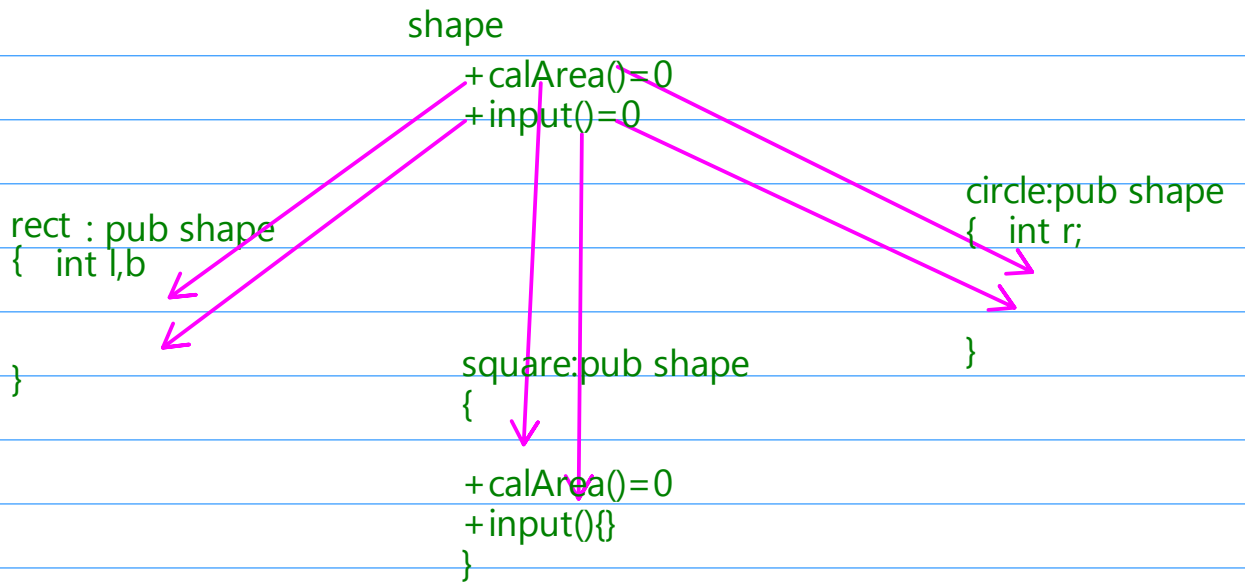 shape
+calArea()=0
+input()=0
rect : pub shape
{ int l,b
}
square:pub shape
{
+calArea()=0
+input(){}
}
circle:pub shape
{ int r;
}